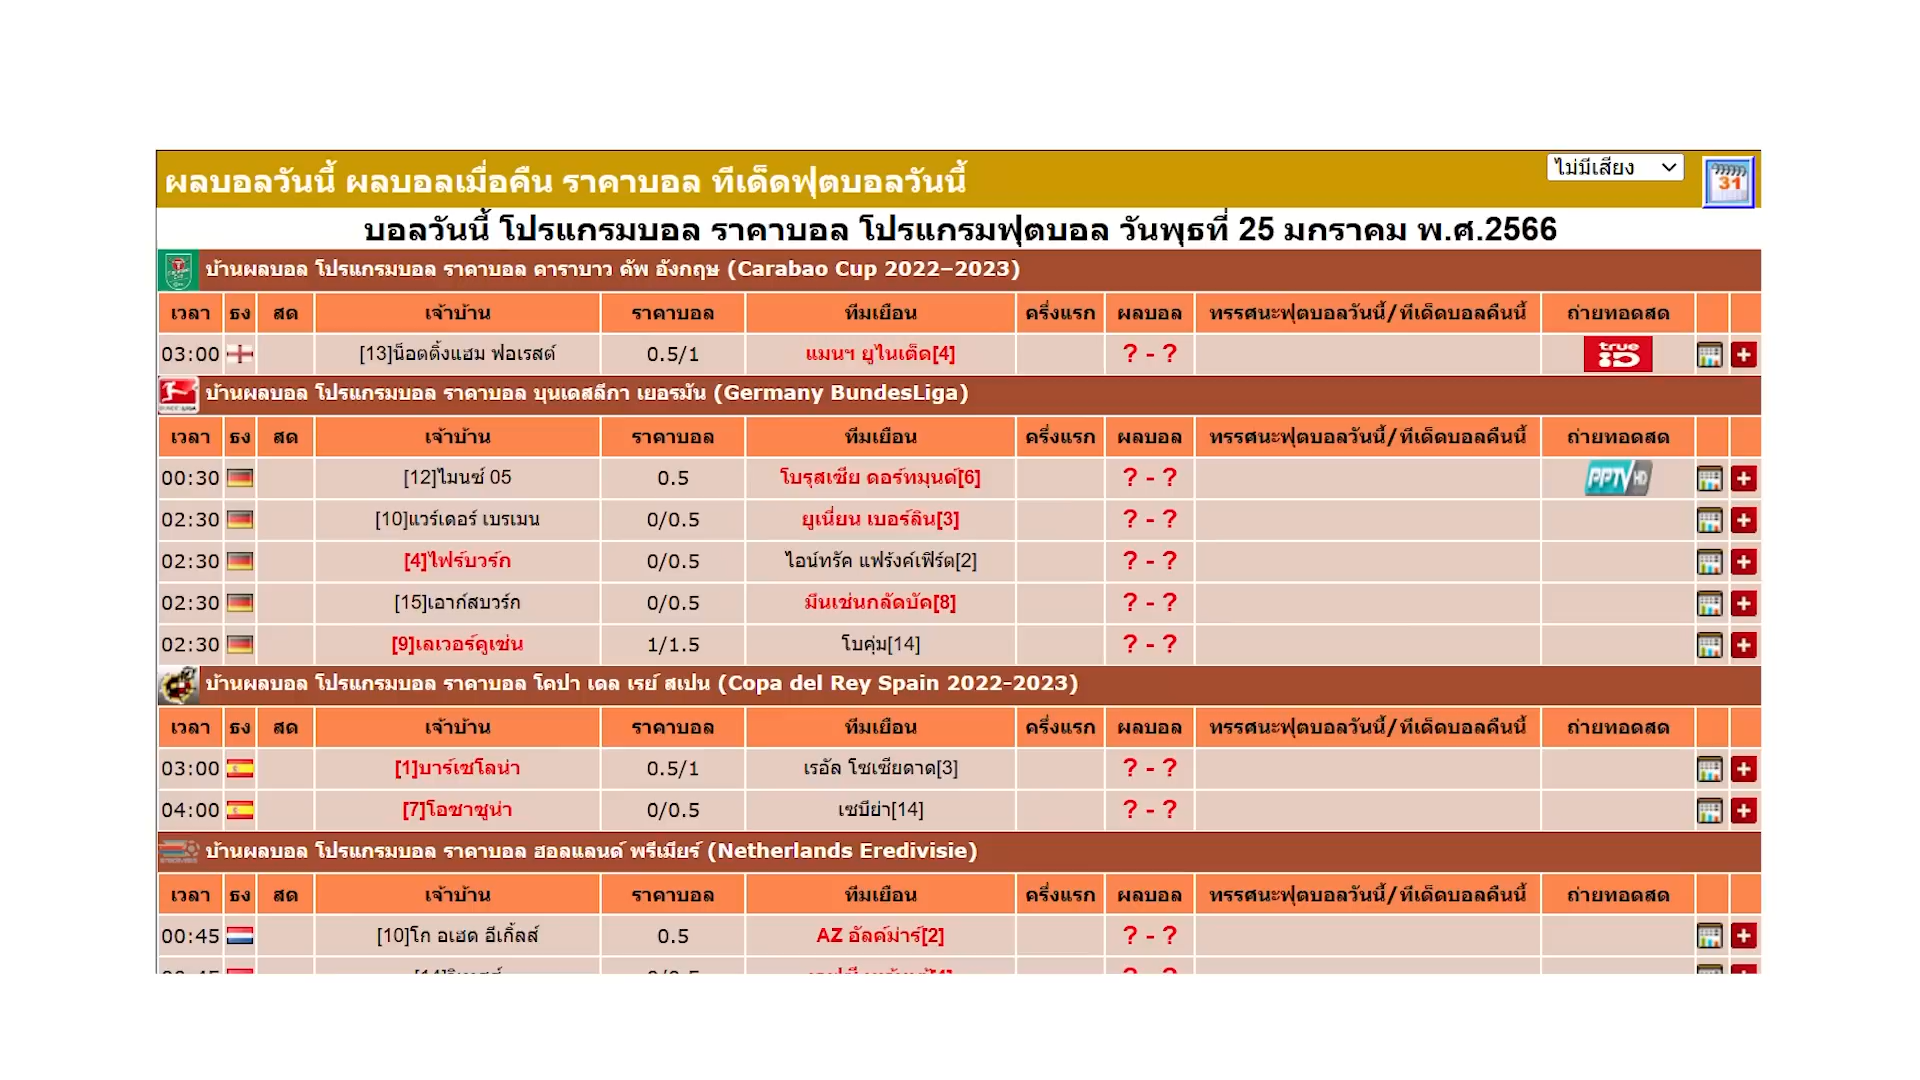 ผลบอลวันนี้ ผลบอลเมื่อคืน ราคาบอล ทีเด็ดฟุตบอลวันนี้ ไม่มีเสียง 31
บอลวันนี้ โปรแกรมบอล ราคาบอล โปรแกรมฟุตบอล วันพุธที่ 25 มกราคม พ.ศ.2566
บ้านผลบอล โปรแกรมบอล ราคาบอล คาราบาว คัพ อังกฤษ (Carabao Cup 2022–2023)
เวลา ธง สด เจ้าบ้าน ราคาบอล ทีมเยือน ครึ่งแรก ผลบอล ทรรศนะฟุตบอลวันนี้/ทีเด็ดบอลคืนนี้ ถ่ายทอดสด
03:00 [13]น็อตติ้งแฮม ฟอเรสต์ 0.5/1 แมนฯ ยูไนเต็ด[4] ? - ? true iD
บ้านผลบอล โปรแกรมบอล ราคาบอล บุนเดสลีกา เยอรมัน (Germany BundesLiga)
เวลา ธง สด เจ้าบ้าน ราคาบอล ทีมเยือน ครึ่งแรก ผลบอล ทรรศนะฟุตบอลวันนี้/ทีเด็ดบอลคืนนี้ ถ่ายทอดสด
00:30 [12]ไมนซ์ 05 0.5 โบรุสเซีย ดอร์ทมุนด์[6] ? - ? PPTV HD
02:30 [10]แวร์เดอร์ เบรเมน 0/0.5 ยูเนี่ยน เบอร์ลิน[3] ? - ?
02:30 [4]ไฟร์บวร์ก 0/0.5 ไอน์ทรัค แฟร้งค์เฟิร์ต[2] ? - ?
02:30 [15]เอาก์สบวร์ก 0/0.5 มึนเช่นกลัดบัค[8] ? - ?
02:30 [9]เลเวอร์คูเซ่น 1/1.5 โบคุ่ม[14] ? - ?
บ้านผลบอล โปรแกรมบอล ราคาบอล โคปา เดล เรย์ สเปน (Copa del Rey Spain 2022-2023)
เวลา ธง สด เจ้าบ้าน ราคาบอล ทีมเยือน ครึ่งแรก ผลบอล ทรรศนะฟุตบอลวันนี้/ทีเด็ดบอลคืนนี้ ถ่ายทอดสด
03:00 [1]บาร์เซโลน่า 0.5/1 เรอัล โซเซียดาด[3] ? - ?
04:00 [7]โอซาซูน่า 0/0.5 เซบีย่า[14] ? - ?
บ้านผลบอล โปรแกรมบอล ราคาบอล ฮอลแลนด์ พรีเมียร์ (Netherlands Eredivisie)
เวลา ธง สด เจ้าบ้าน ราคาบอล ทีมเยือน ครึ่งแรก ผลบอล ทรรศนะฟุตบอลวันนี้/ทีเด็ดบอลคืนนี้ ถ่ายทอดสด
00:45 [10]โก อเฮด อีเกิ้ลส์ 0.5 AZ อัลค์ม่าร์[2] ? - ?